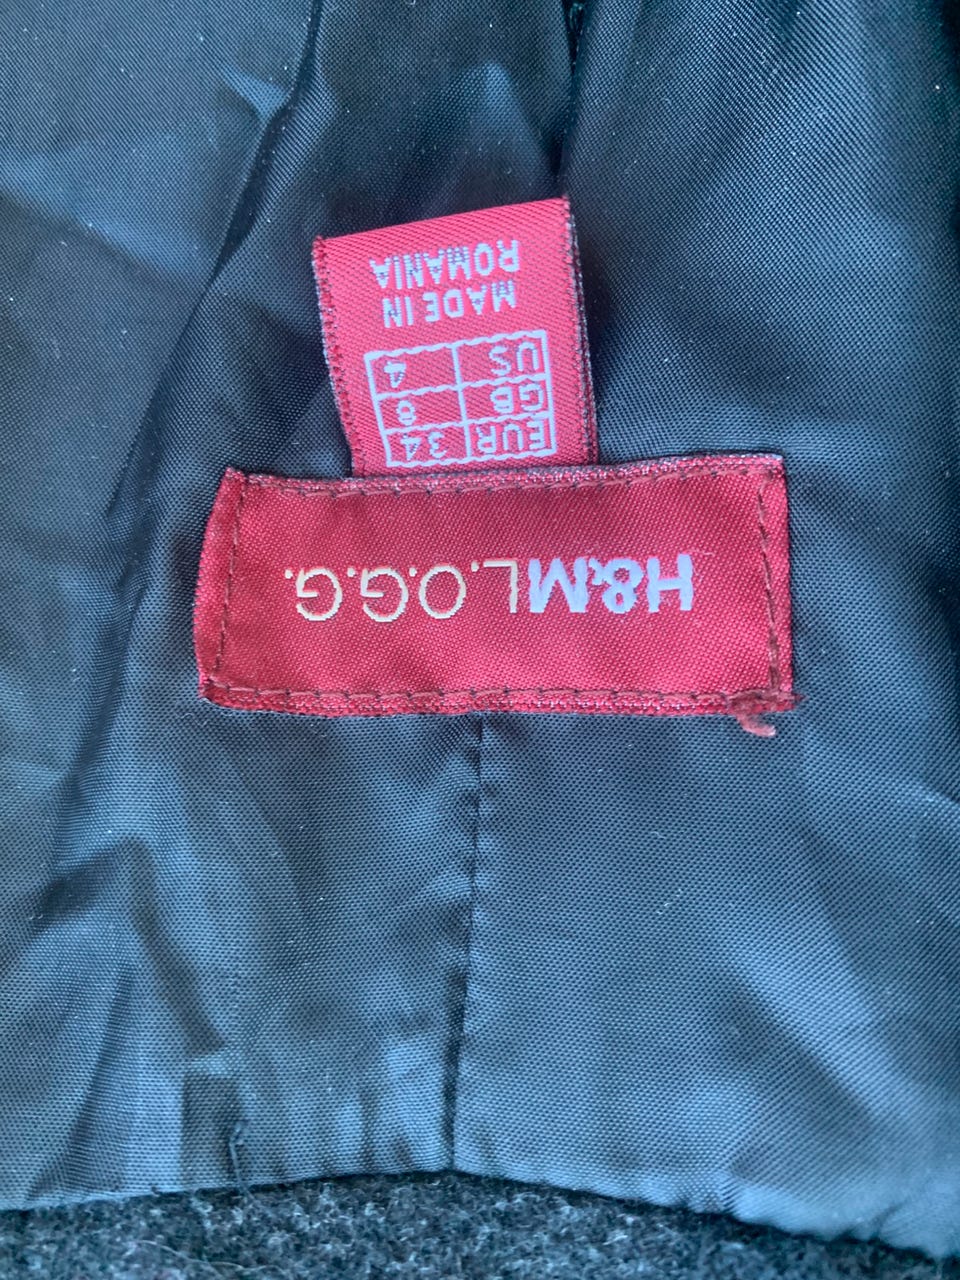 H&M L.O.G.G.
EUR 34
GB 8
US 4
MADE IN
ROMANIA